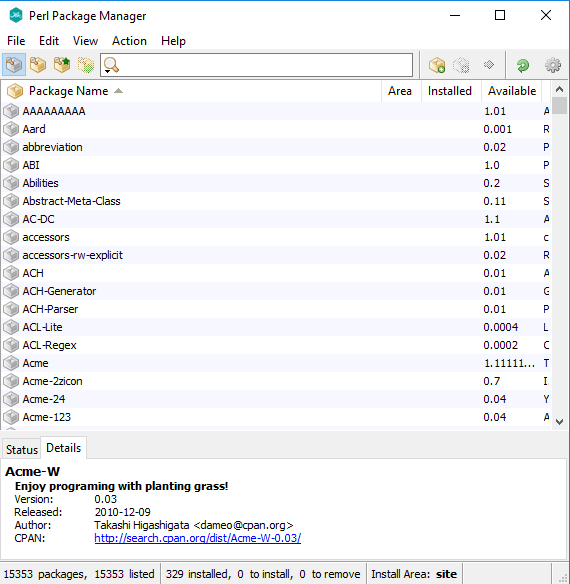 Perl Package Manager
File Edit View Action Help
Package Name Area Installed Available
AAAAAAAAA 1.01 A
Aard 0.001 R
abbreviation 0.02 P
ABI 1.0 P
Abilities 0.2 S
Abstract-Meta-Class 0.11 S
AC-DC 1.1 A
accessors 1.01 c
accessors-rw-explicit 0.02 R
ACH 0.01 A
ACH-Generator 0.01 G
ACH-Parser 0.01 P
ACL-Lite 0.0004 L
ACL-Regex 0.0002 C
Acme 1.11111... T
Acme-2zicon 0.7 I
Acme-24 0.04 Y
Acme-123 0.04 A
Status Details
Acme-W
Enjoy programing with planting grass!
Version: 0.03
Released: 2010-12-09
Author: Takashi Higashigata <dameo@cpan.org>
CPAN: http://search.cpan.org/dist/Acme-W-0.03/
15353 packages, 15353 listed 329 installed, 0 to install, 0 to remove Install Area: site